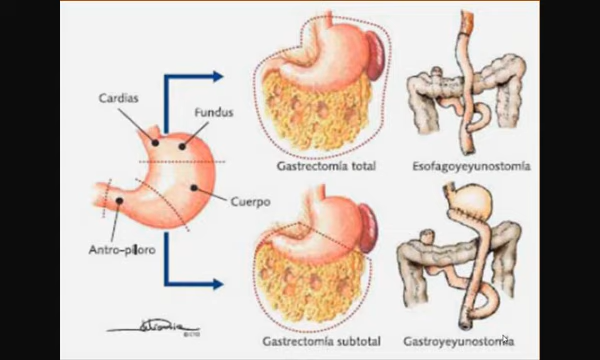 Cardias
Fundus
Gastrectomía total
Esofagoyeyunostomía
Cuerpo
Antro-píloro
Gastrectomía subtotal
Gastroyeyunostomía